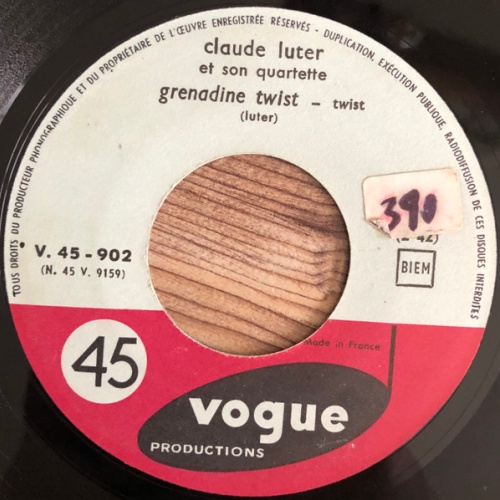 TOUS DROITS DU PRODUCTEUR PHONOGRAPHIQUE ET DU PROPRIÉTAIRE DE L'ŒUVRE ENREGISTRÉE RÉSERVÉS - DUPLICATION, EXÉCUTION PUBLIQUE, RADIODIFFUSION DE CES DISQUES INTERDITES
claude luter
et son quartette
grenadine twist – twist
(luter)
390
V. 45-902
(N. 45 V. 9159)
BIEM
Made in France
45
vogue
PRODUCTIONS